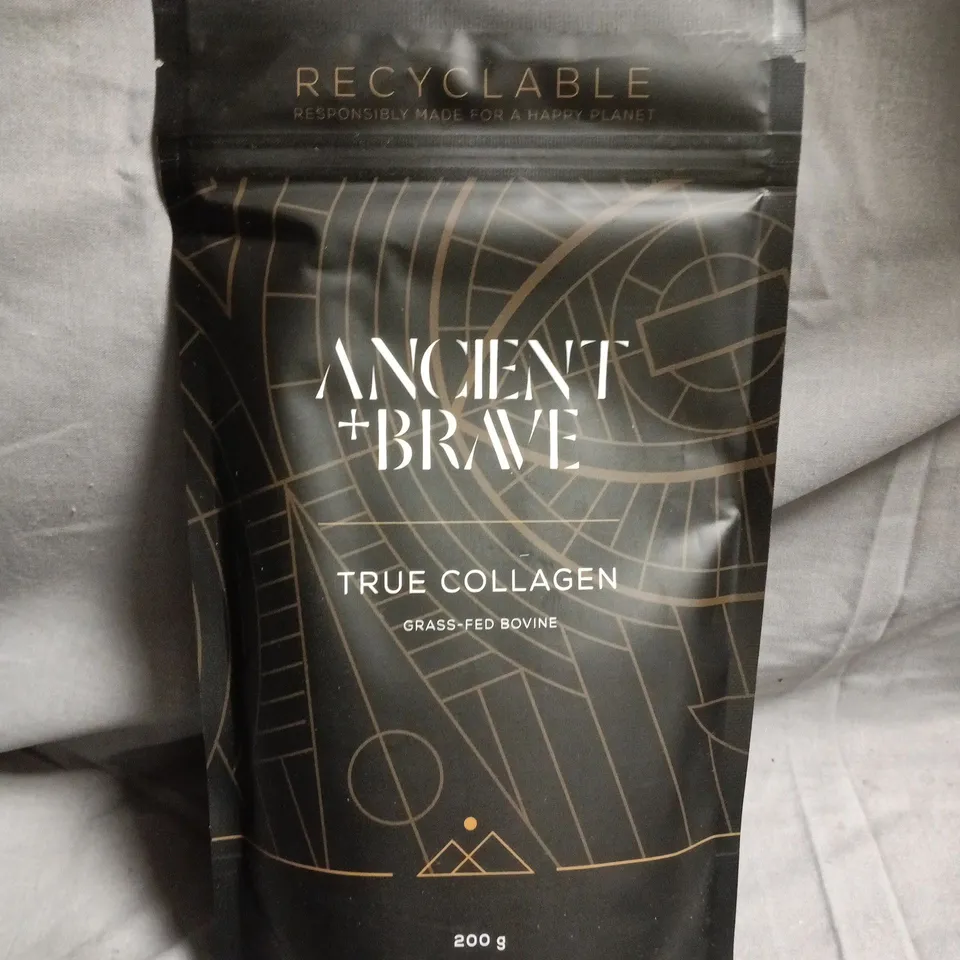 RECYCLABLE
RESPONSIBLY MADE FOR A HAPPY PLANET
ANCIENT
+BRAVE
TRUE COLLAGEN
GRASS-FED BOVINE
200 g